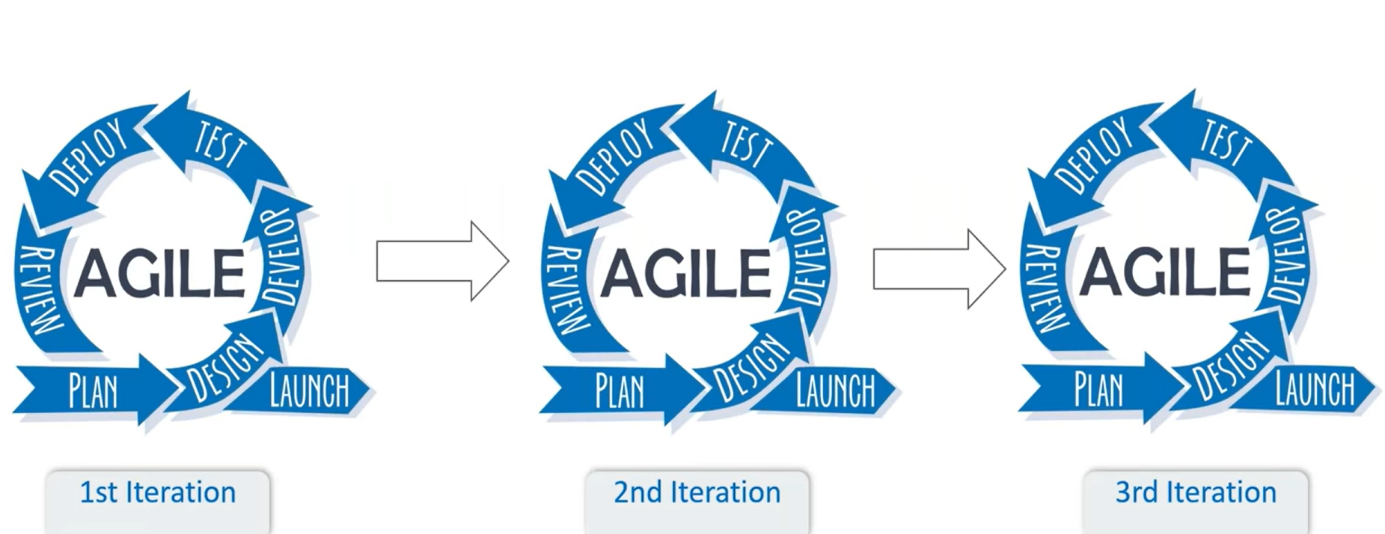 DEPLOY
TEST
REVIEW
AGILE
DEVELOP
PLAN
DESIGN
LAUNCH
1st Iteration
DEPLOY
TEST
REVIEW
AGILE
DEVELOP
PLAN
DESIGN
LAUNCH
2nd Iteration
DEPLOY
TEST
REVIEW
AGILE
DEVELOP
PLAN
DESIGN
LAUNCH
3rd Iteration